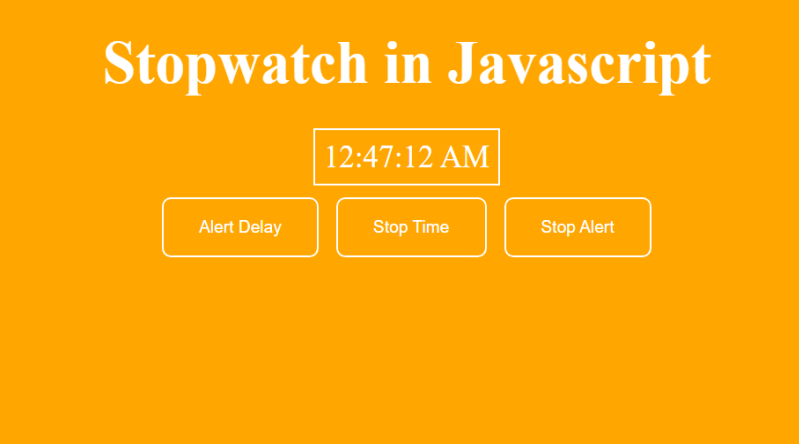 Stopwatch in Javascript
12:47:12 AM
Alert Delay
Stop Time
Stop Alert